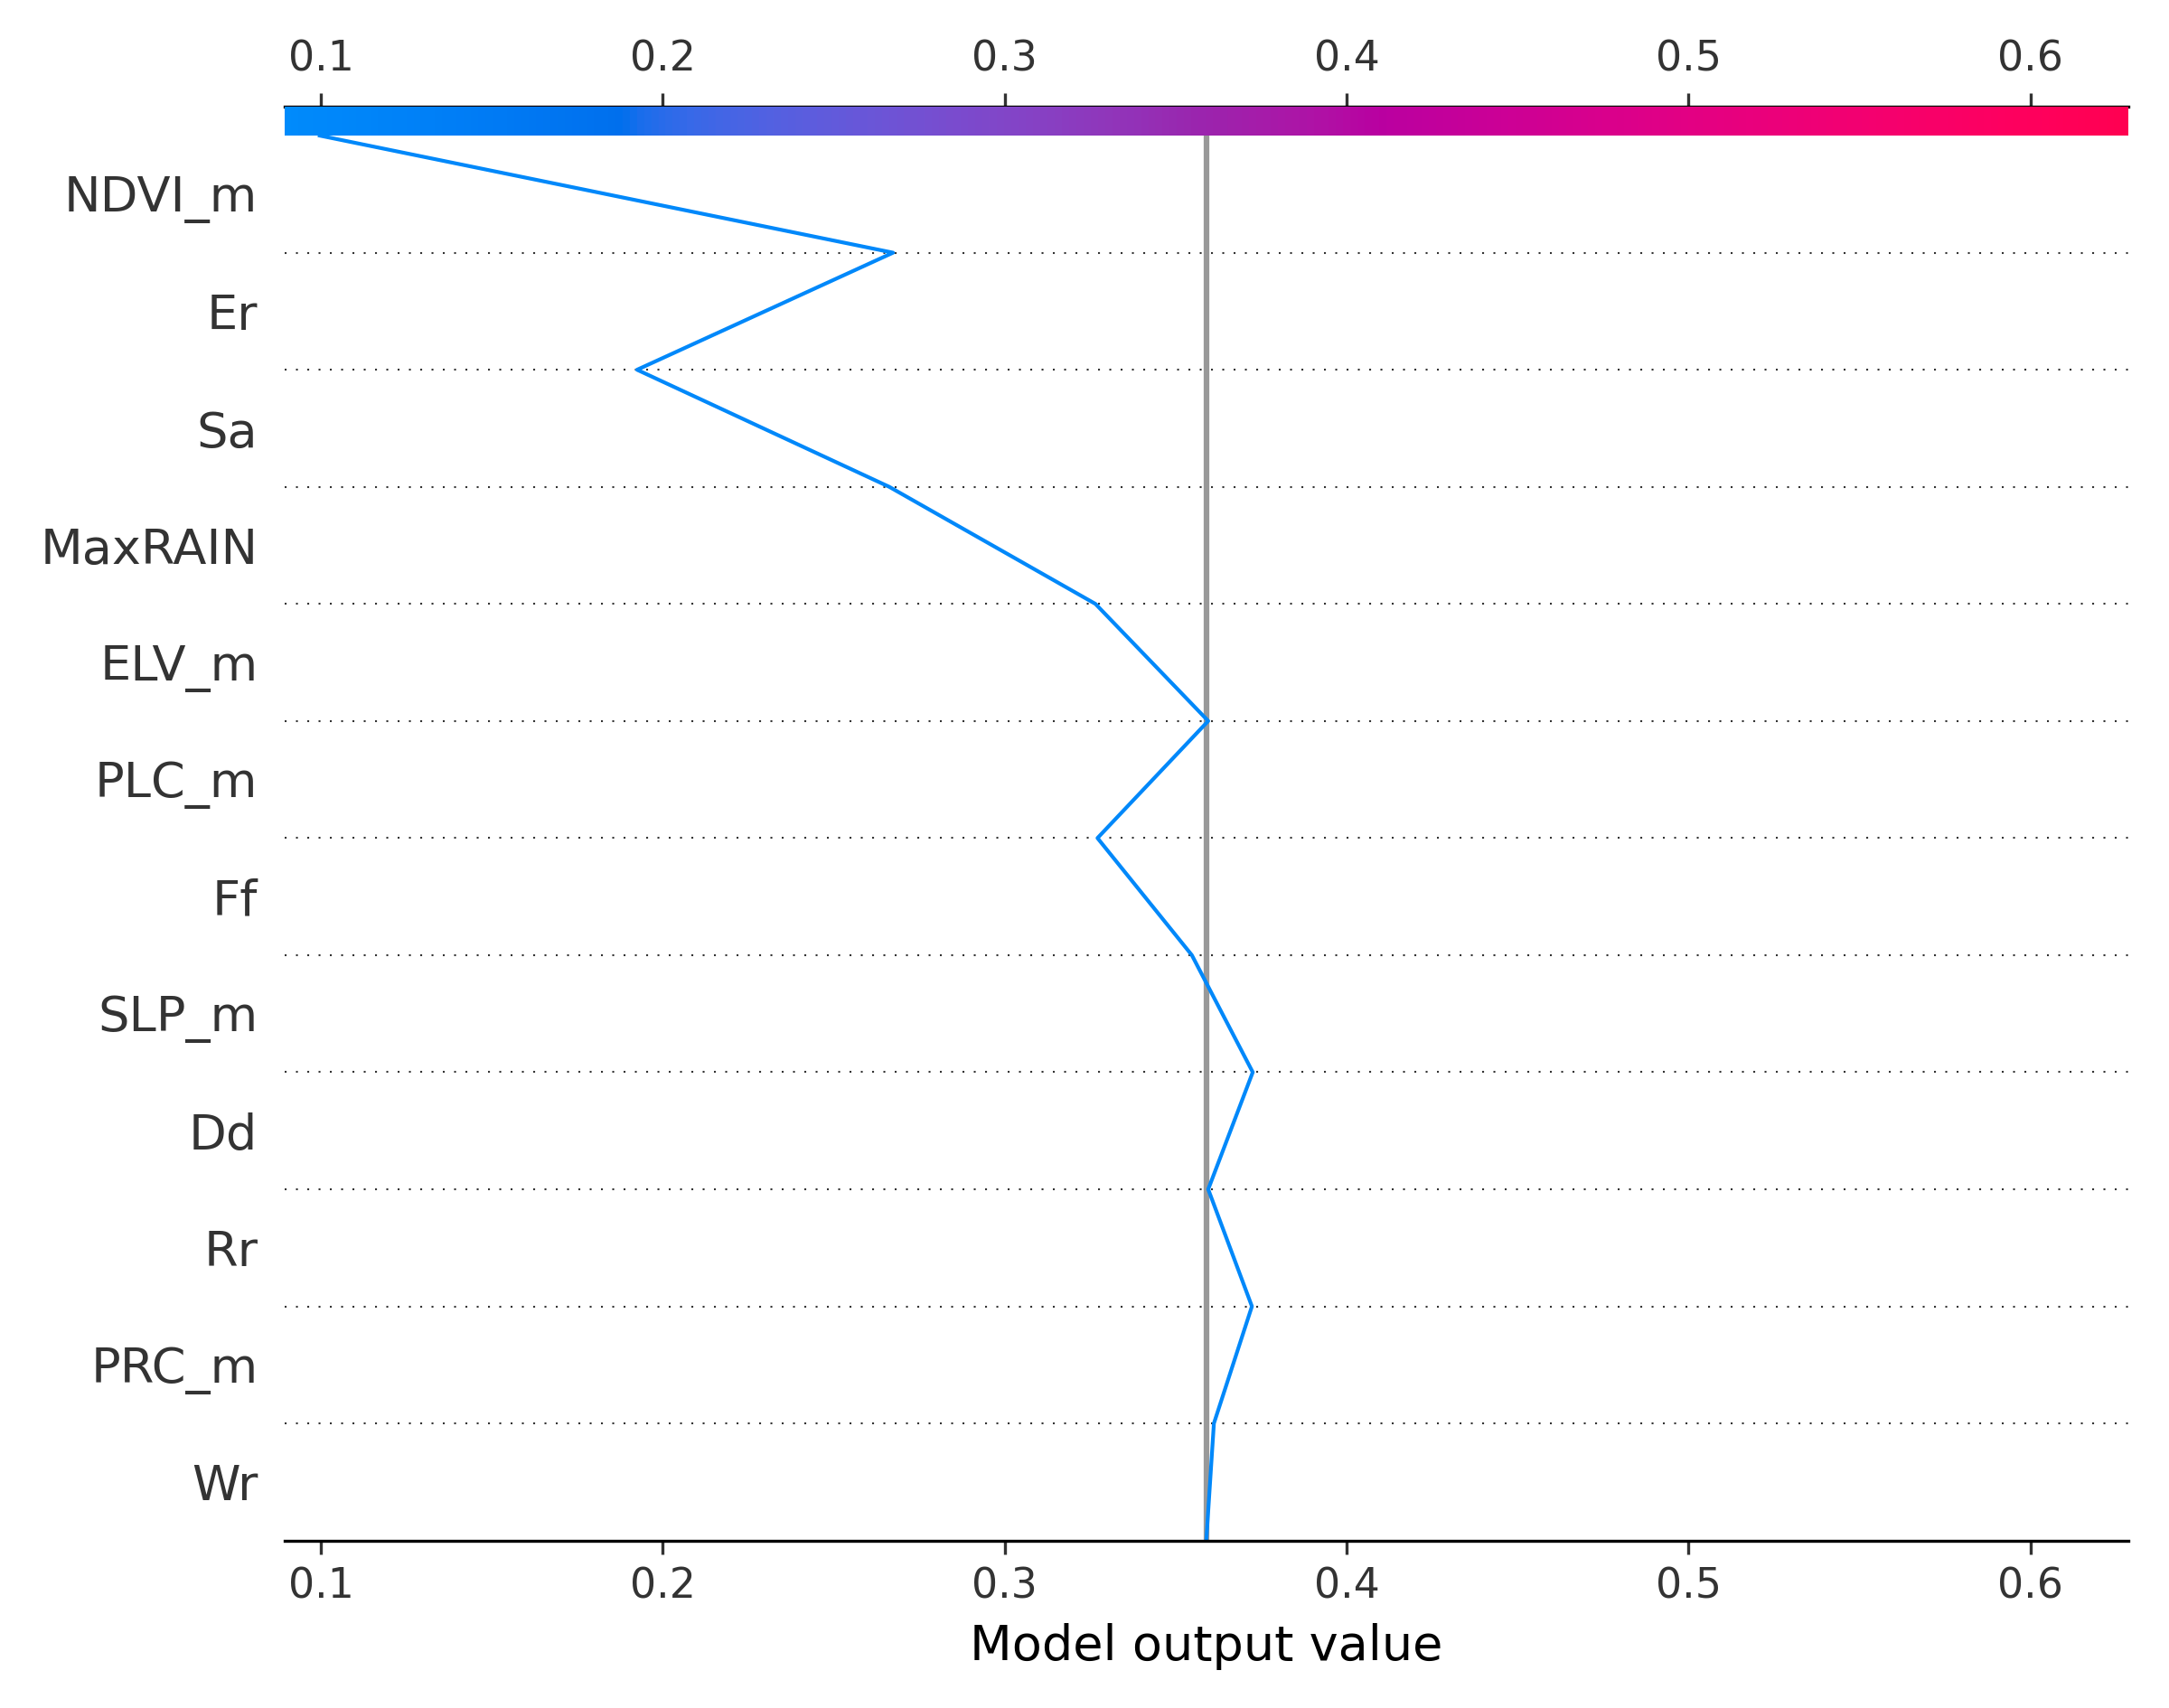 0.1 0.2 0.3 0.4 0.5 0.6
NDVI_m
Er
Sa
MaxRAIN
ELV_m
PLC_m
Ff
SLP_m
Dd
Rr
PRC_m
Wr
0.1 0.2 0.3 0.4 0.5 0.6
Model output value